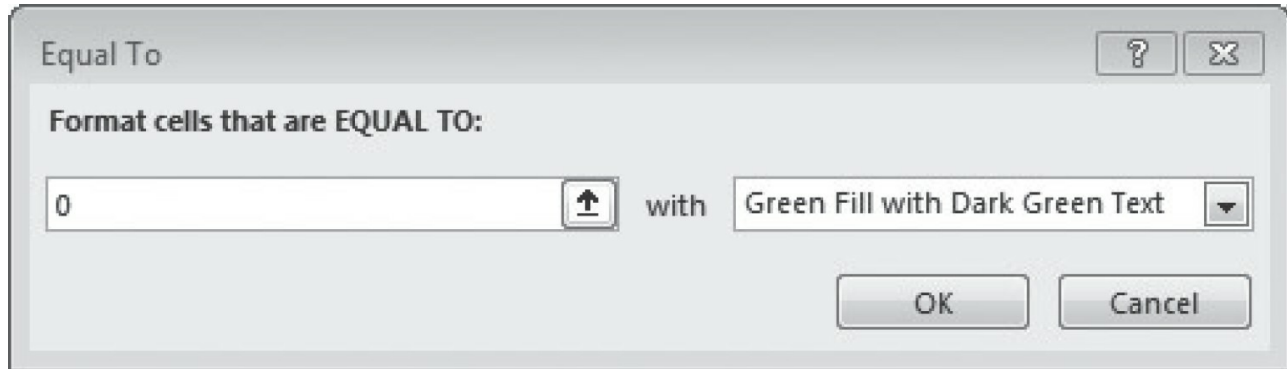 Equal To
Format cells that are EQUAL TO:
0 with Green Fill with Dark Green Text
OK Cancel